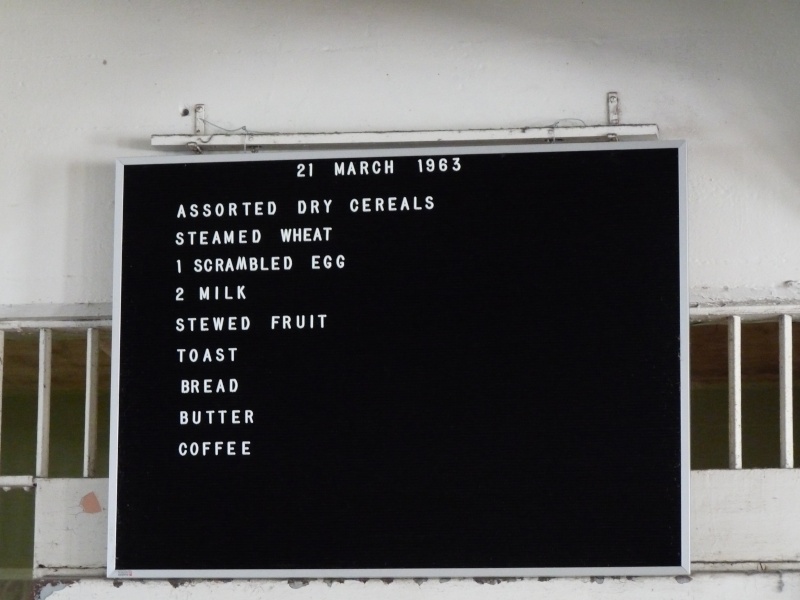 21 MARCH 1963
ASSORTED DRY CEREALS
STEAMED WHEAT
1 SCRAMBLED EGG
2 MILK
STEWED FRUIT
TOAST
BREAD
BUTTER
COFFEE